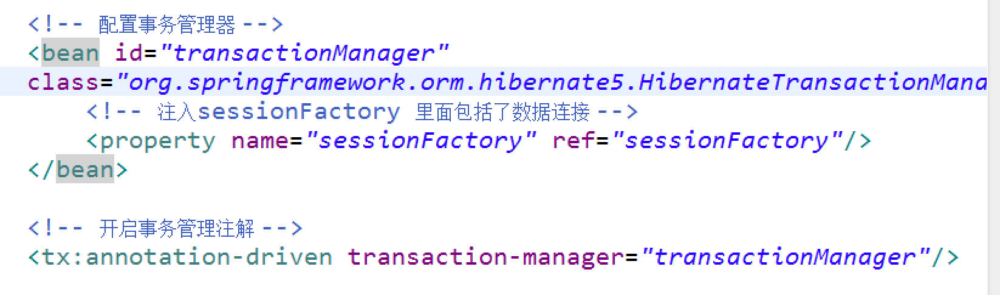 <!-- 配置事务管理器 -->
<bean id="transactionManager"
class="org.springframework.orm.hibernate5.HibernateTransactionMana
<!-- 注入sessionFactory 里面包括了数据连接 -->
<property name="sessionFactory" ref="sessionFactory"/>
</bean>
<!-- 开启事务管理注解 -->
<tx:annotation-driven transaction-manager="transactionManager"/>